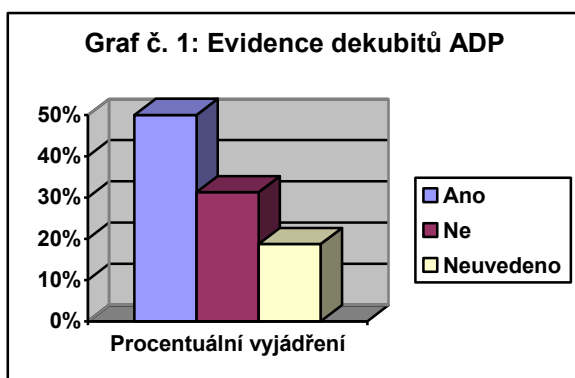 Graf č. 1: Evidence dekubitů ADP
50%
40%
30%
20%
10%
0%
Procentuální vyjádření
Ano
Ne
Neuvedeno